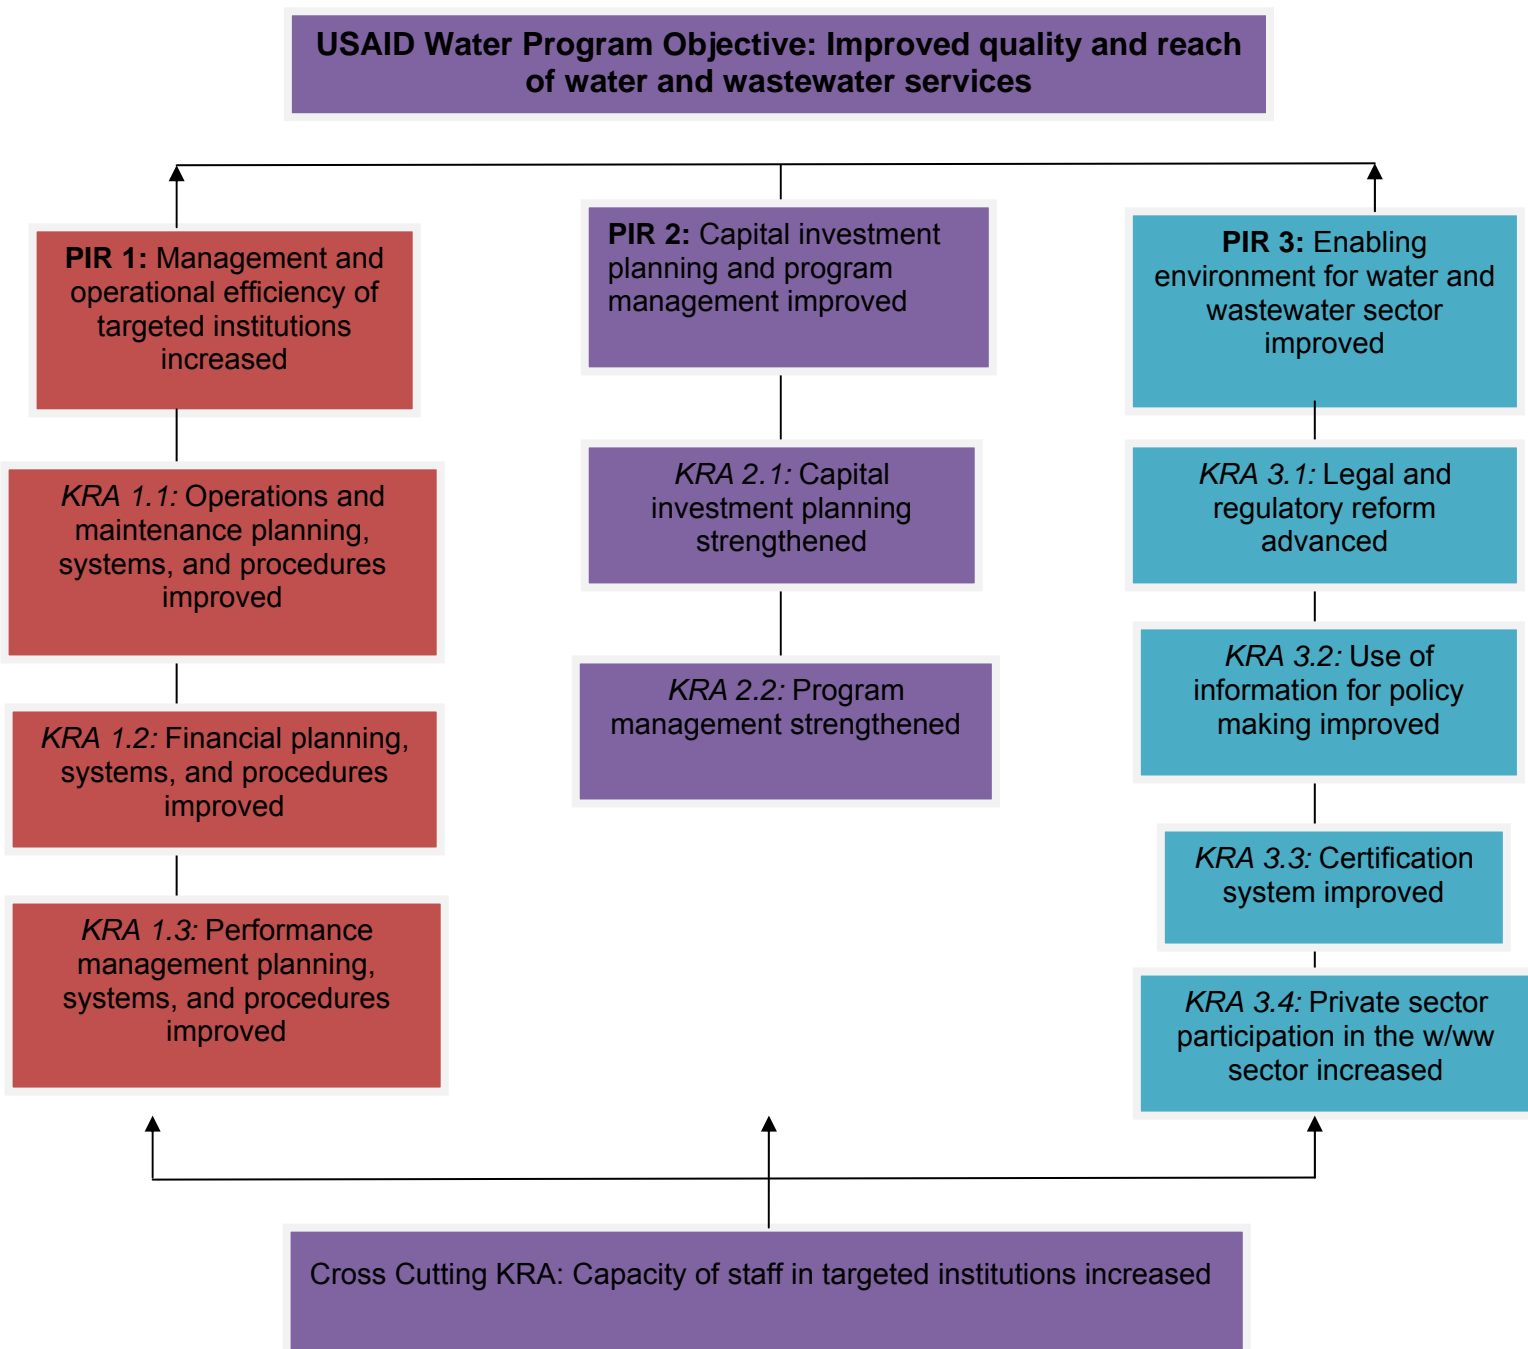 USAID Water Program Objective: Improved quality and reach
of water and wastewater services
PIR 1: Management and
operational efficiency of
targeted institutions
increased
KRA 1.1: Operations and
maintenance planning,
systems, and procedures
improved
KRA 1.2: Financial planning,
systems, and procedures
improved
KRA 1.3: Performance
management planning,
systems, and procedures
improved
PIR 2: Capital investment
planning and program
management improved
KRA 2.1: Capital
investment planning
strengthened
KRA 2.2: Program
management strengthened
PIR 3: Enabling
environment for water and
wastewater sector
improved
KRA 3.1: Legal and
regulatory reform
advanced
KRA 3.2: Use of
information for policy
making improved
KRA 3.3: Certification
system improved
KRA 3.4: Private sector
participation in the w/ww
sector increased
Cross Cutting KRA: Capacity of staff in targeted institutions increased